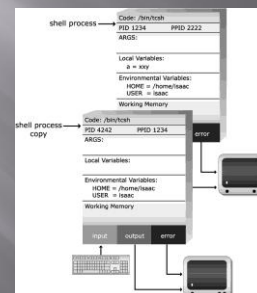 shell process
Code: /bin/tcsh
PID 1234 PPID 2222
ARGS:
Local Variables:
a = xxy
Environmental Variables:
HOME = /home/isaac
USER = isaac
Working Memory
error
shell process
copy
Code: /bin/tcsh
PID 4242 PPID 1234
ARGS:
Local Variables:
Environmental Variables:
HOME = /home/isaac
USER = isaac
Working Memory
input output error